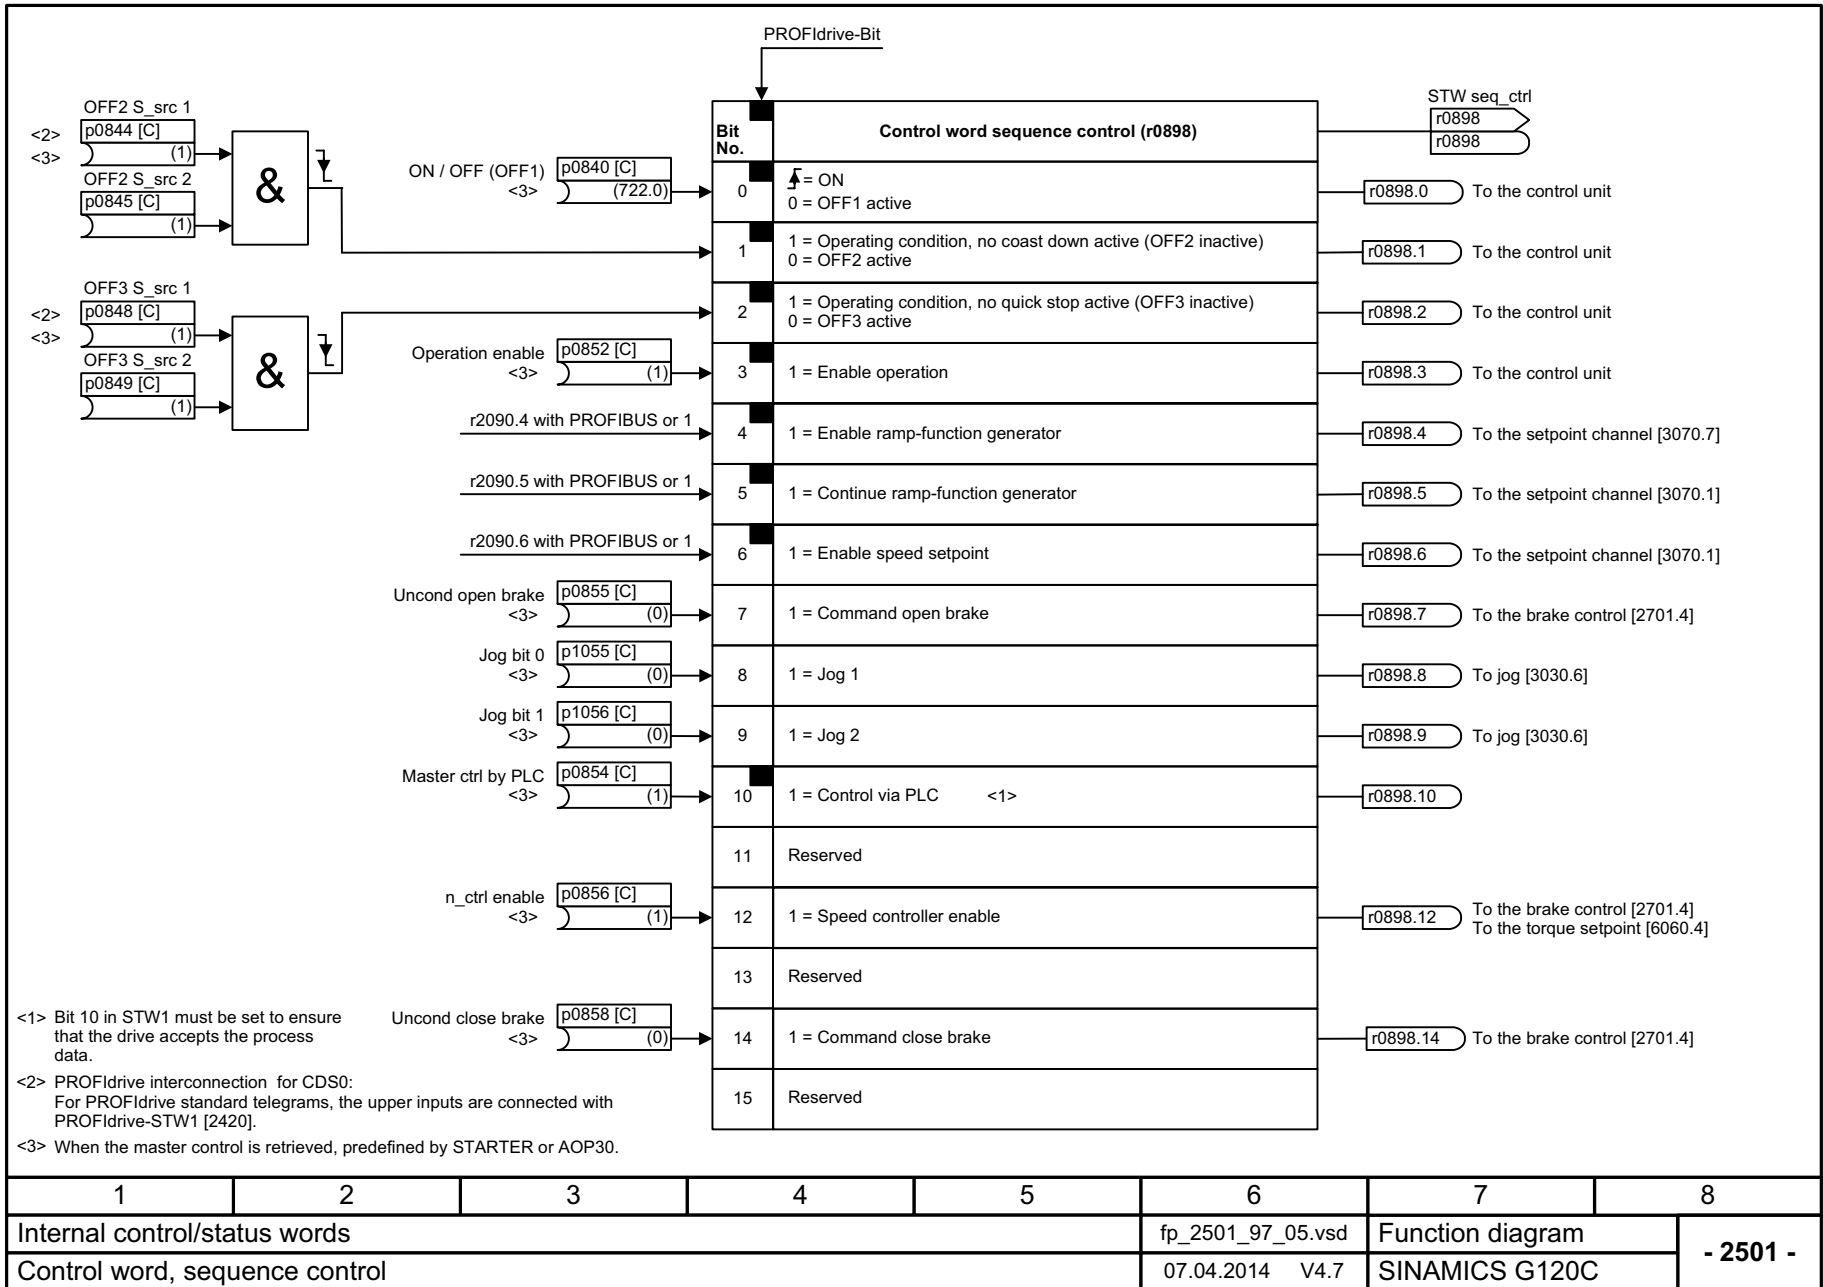 PROFIdrive-Bit
OFF2 S_src 1
<2> p0844 [C]
<3> (1)
OFF2 S_src 2
p0845 [C]
(1)
&
ON / OFF (OFF1) p0840 [C]
<3> (722.0)
Bit No. Control word sequence control (r0898)
STW seq_ctrl
r0898
r0898
0 = ON
0 = OFF1 active
r0898.0 To the control unit
1 1 = Operating condition, no coast down active (OFF2 inactive)
0 = OFF2 active
r0898.1 To the control unit
OFF3 S_src 1
<2> p0848 [C]
<3> (1)
OFF3 S_src 2
p0849 [C]
(1)
&
2 1 = Operating condition, no quick stop active (OFF3 inactive)
0 = OFF3 active
r0898.2 To the control unit
Operation enable p0852 [C]
<3> (1)
3 1 = Enable operation
r0898.3 To the control unit
r2090.4 with PROFIBUS or 1
4 1 = Enable ramp-function generator
r0898.4 To the setpoint channel [3070.7]
r2090.5 with PROFIBUS or 1
5 1 = Continue ramp-function generator
r0898.5 To the setpoint channel [3070.1]
r2090.6 with PROFIBUS or 1
6 1 = Enable speed setpoint
r0898.6 To the setpoint channel [3070.1]
Uncond open brake p0855 [C]
<3> (0)
7 1 = Command open brake
r0898.7 To the brake control [2701.4]
Jog bit 0 p1055 [C]
<3> (0)
8 1 = Jog 1
r0898.8 To jog [3030.6]
Jog bit 1 p1056 [C]
<3> (0)
9 1 = Jog 2
r0898.9 To jog [3030.6]
Master ctrl by PLC p0854 [C]
<3> (1)
10 1 = Control via PLC <1>
r0898.10
11 Reserved
n_ctrl enable p0856 [C]
<3> (1)
12 1 = Speed controller enable
r0898.12 To the brake control [2701.4]
To the torque setpoint [6060.4]
13 Reserved
Uncond close brake p0858 [C]
<3> (0)
14 1 = Command close brake
r0898.14 To the brake control [2701.4]
15 Reserved
<1> Bit 10 in STW1 must be set to ensure
that the drive accepts the process
data.
<2> PROFIdrive interconnection for CDS0:
For PROFIdrive standard telegrams, the upper inputs are connected with
PROFIdrive-STW1 [2420].
<3> When the master control is retrieved, predefined by STARTER or AOP30.
1 2 3 4 5 6 7 8
Internal control/status words fp_2501_97_05.vsd Function diagram
- 2501 -
Control word, sequence control 07.04.2014 V4.7 SINAMICS G120C